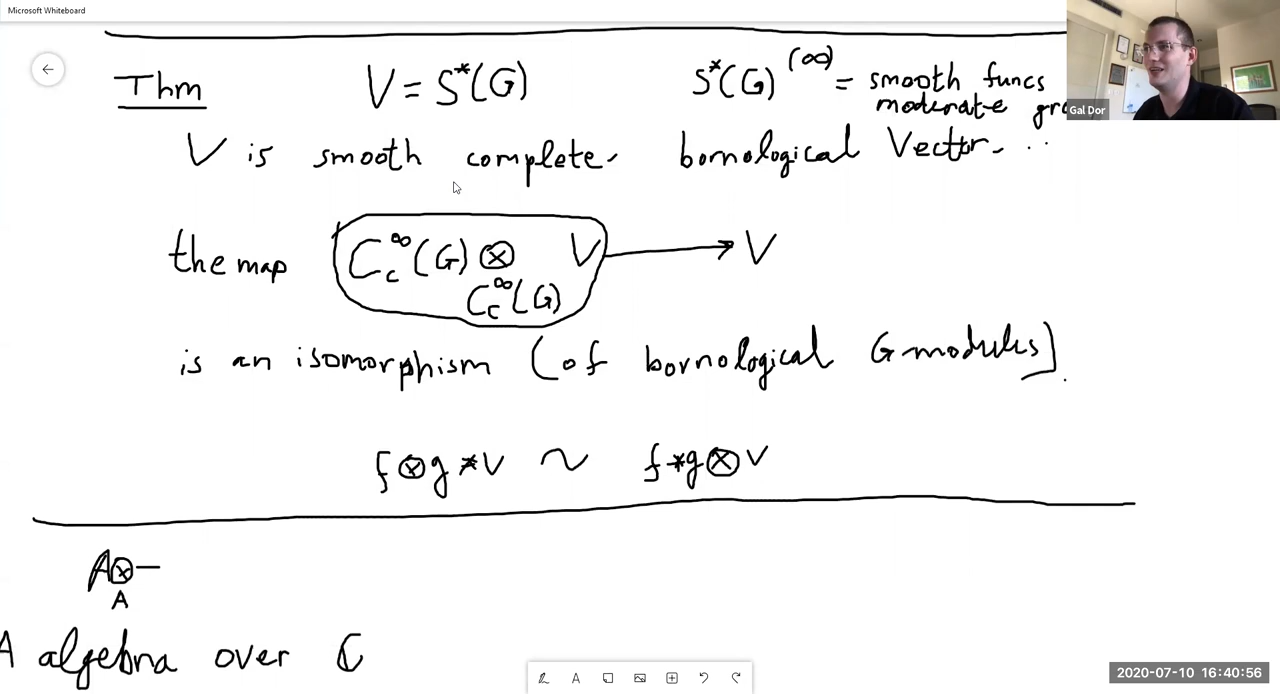 Microsoft Whiteboard
Thm V = S*(G) S*(G)^(∞) = smooth funcs
moderate
Gal Dor
V is smooth complete bornological Vector- ...
the map C_c^∞(G) ⊗_{C_c^∞(G)} V → V
is an isomorphism (of bornological G-modules).
f ⊗ g * v ~ f * g ⊗ v
A ⊗_A -
A algebra over ℂ
2020-07-10 16:40:56